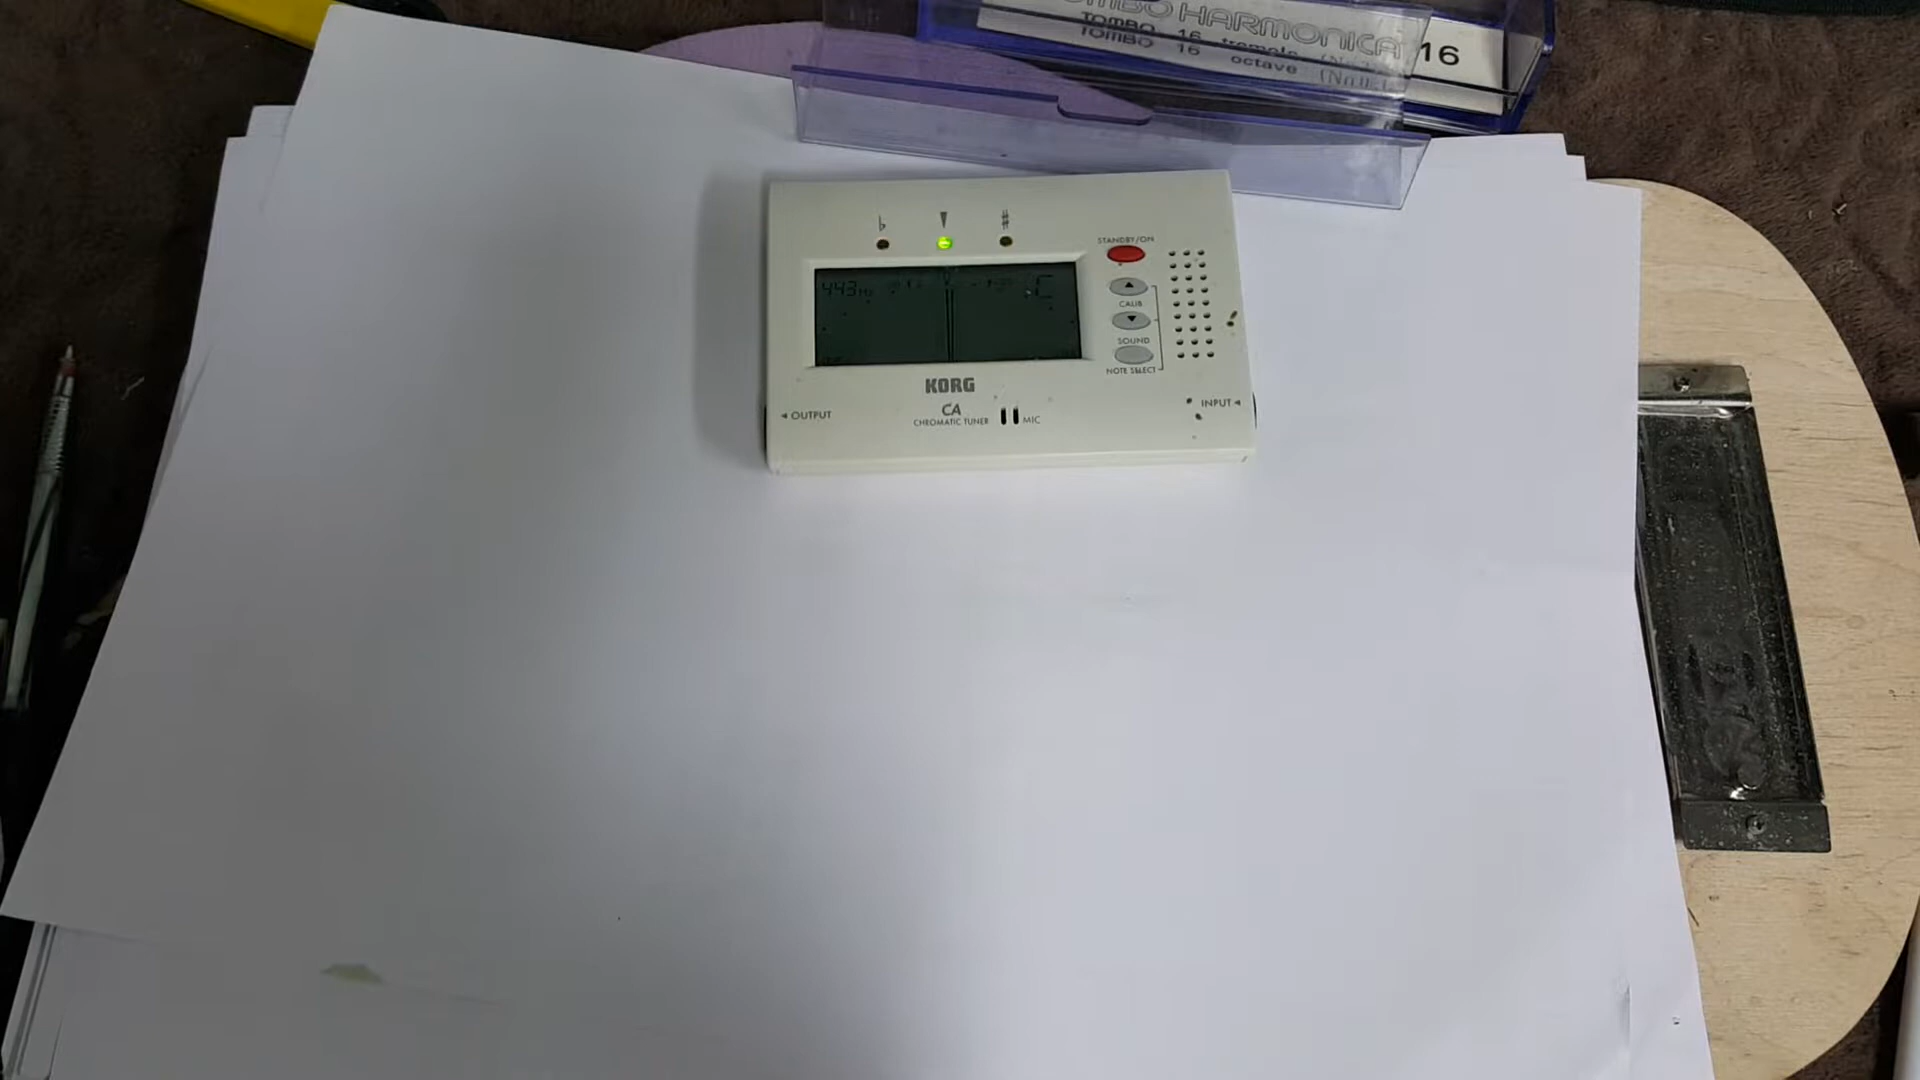 TOMBO HARMONICA 16
TOMBO 16 tremolo
TOMBO 16 octave
♭ ♯
STANDBY/ON
443Hz C
CALIB
SOUND
NOTE SELECT
KORG
◄ OUTPUT
CA
CHROMATIC TUNER
MIC
INPUT ◄